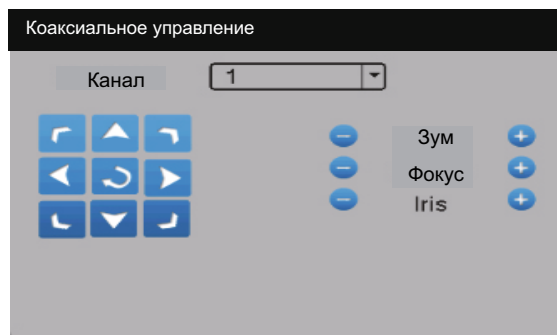 Коаксиальное управление
Канал 1
Зум
Фокус
Iris